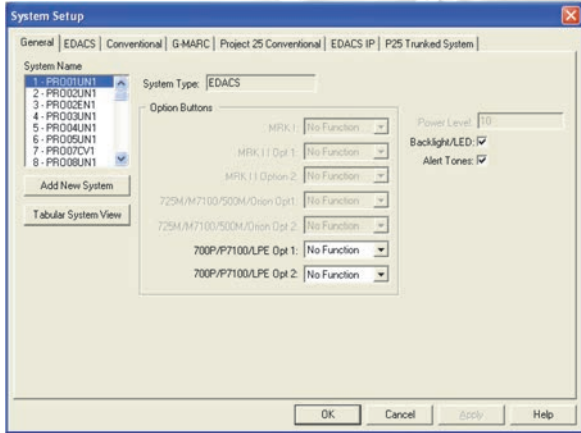 System Setup
General EDACS Conventional G-MARC Project 25 Conventional EDACS IP P25 Trunked System
System Name
1 - PRO01UN1
2 - PRO02UN1
3 - PRO02EN1
4 - PRO03UN1
5 - PRO04UN1
6 - PRO05UN1
7 - PRO07CV1
8 - PRO08UN1
Add New System
Tabular System View
System Type: EDACS
Option Buttons
MRK I: No Function
MRK I I Opt 1: No Function
MRK I I Option 2: No Function
725M/M7100/500M/Orion Opt1: No Function
725M/M7100/500M/Orion Opt 2: No Function
700P/P7100/LPE Opt 1: No Function
700P/P7100/LPE Opt 2: No Function
Power Level: 10
Backlight/LED:
Alert Tones:
OK Cancel Apply Help